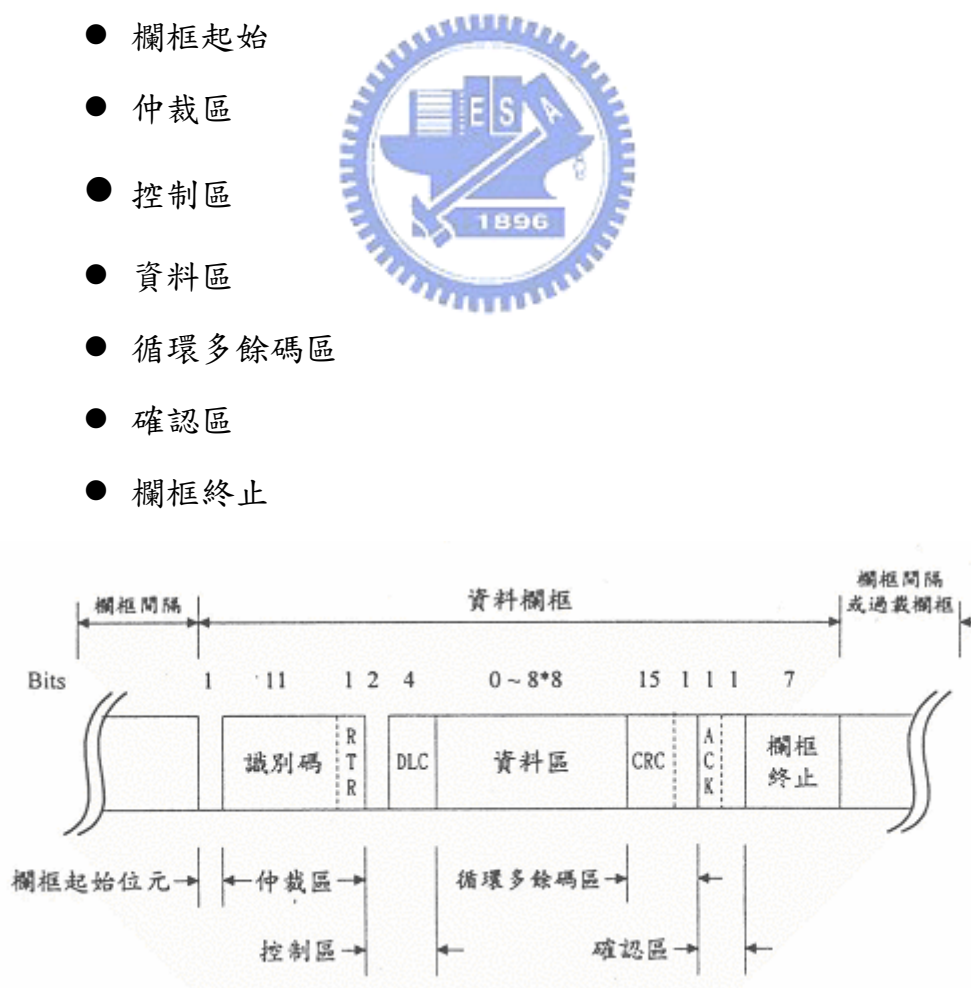 ● 欄框起始
● 仲裁區
● 控制區
● 資料區
● 循環多餘碼區
● 確認區
● 欄框終止
E S A
1896
欄框間隔 資料欄框 欄框間隔
或過載欄框
Bits 1 11 1 2 4 0 ~ 8*8 15 1 1 1 7
識別碼 RTR DLC 資料區 CRC ACK 欄框
終止
欄框起始位元 仲裁區 循環多餘碼區
控制區 確認區